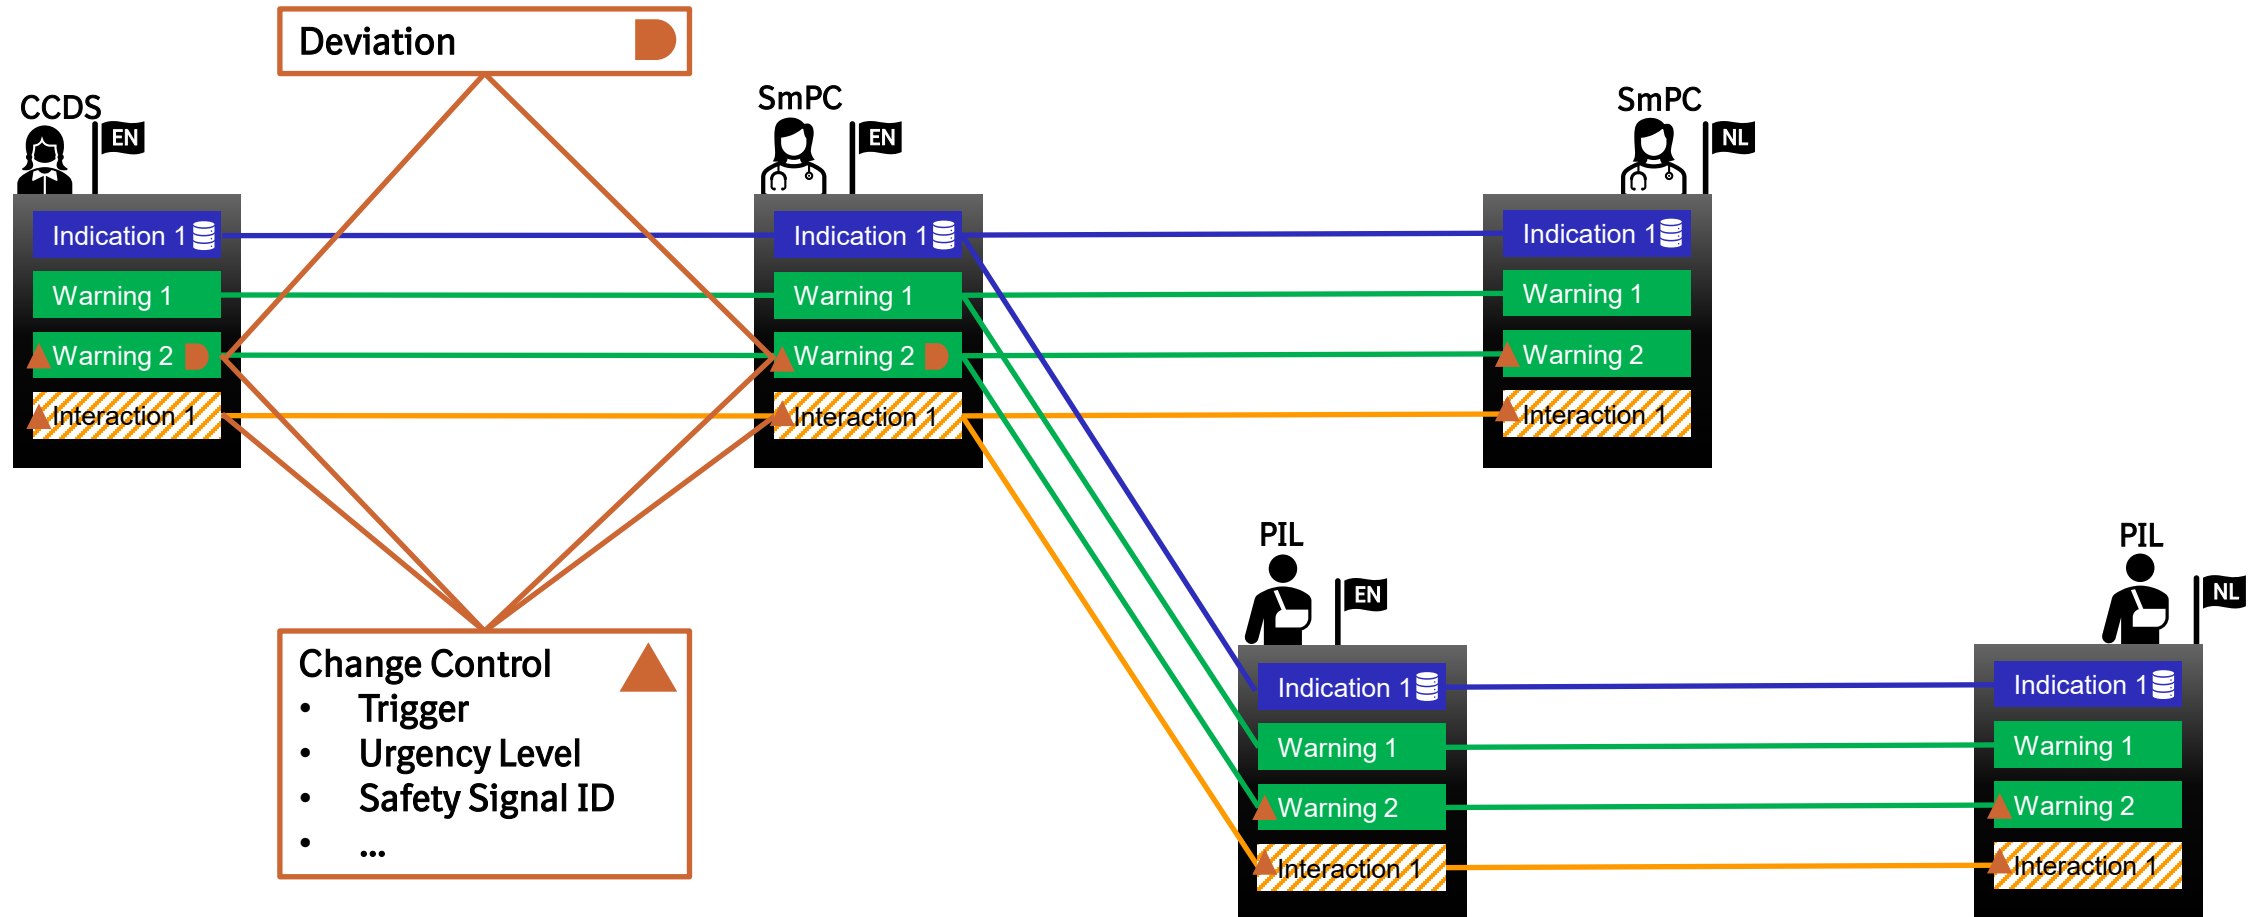 Deviation
CCDS
EN
SmPC
EN
SmPC
NL
Indication 1
Warning 1
Warning 2
Interaction 1
Indication 1
Warning 1
Warning 2
Interaction 1
Indication 1
Warning 1
Warning 2
Interaction 1
Change Control
• Trigger
• Urgency Level
• Safety Signal ID
• ...
PIL
EN
Indication 1
Warning 1
Warning 2
Interaction 1
PIL
NL
Indication 1
Warning 1
Warning 2
Interaction 1